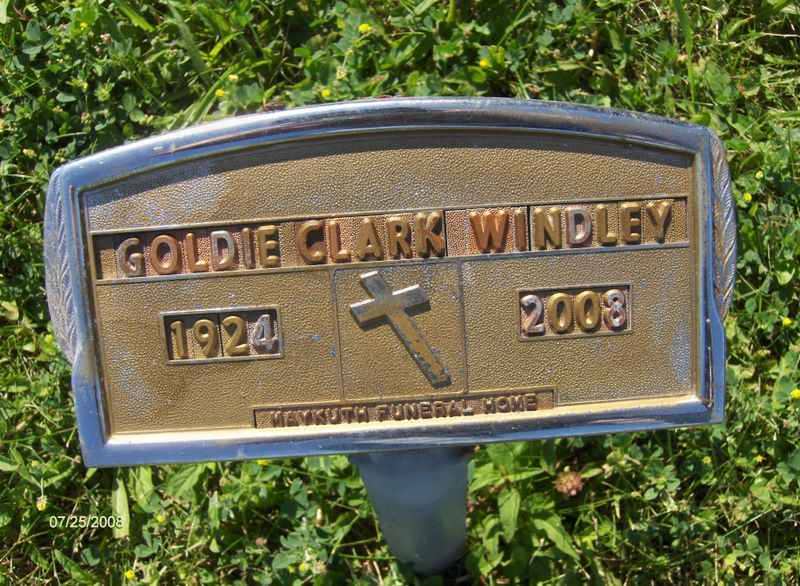 GOLDIE CLARK WINDLEY
1924 2008
MAYKUTH FUNERAL HOME
07/25/2008